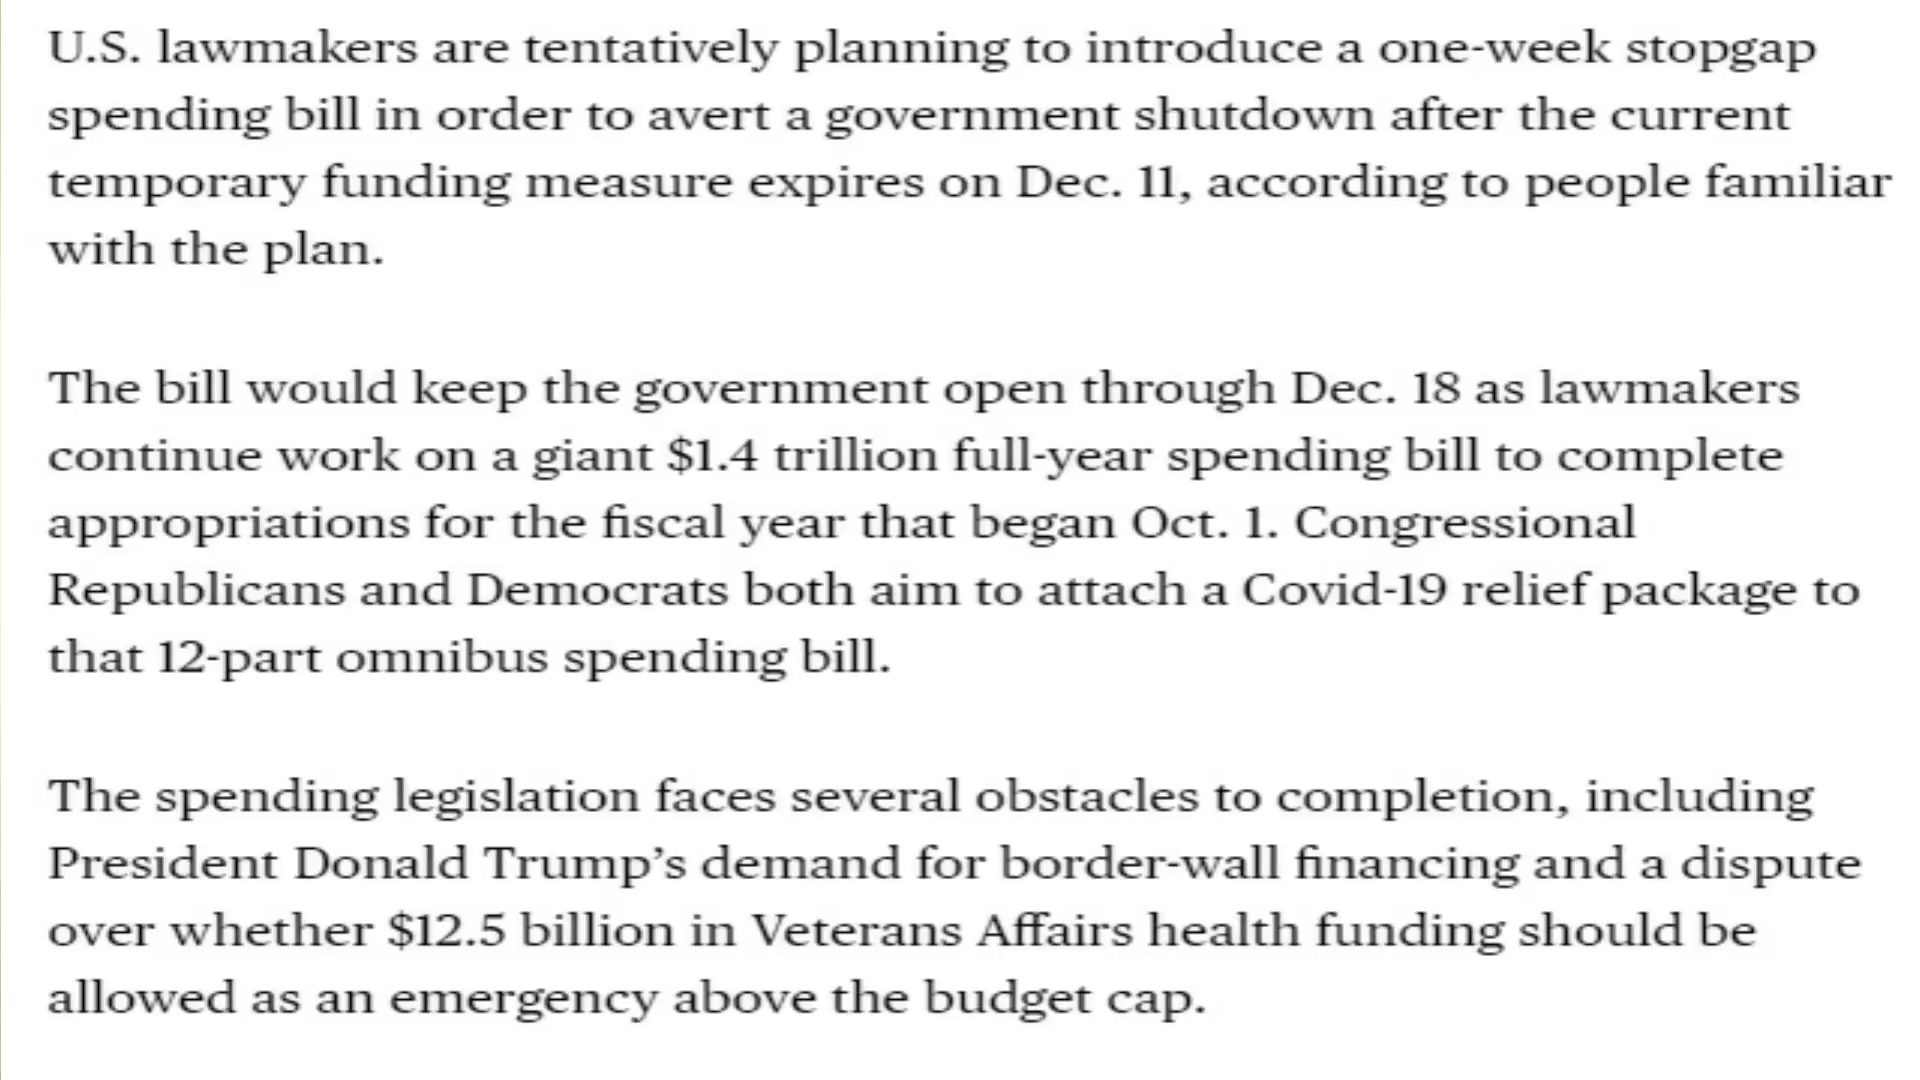 U.S. lawmakers are tentatively planning to introduce a one-week stopgap
spending bill in order to avert a government shutdown after the current
temporary funding measure expires on Dec. 11, according to people familiar
with the plan.
The bill would keep the government open through Dec. 18 as lawmakers
continue work on a giant $1.4 trillion full-year spending bill to complete
appropriations for the fiscal year that began Oct. 1. Congressional
Republicans and Democrats both aim to attach a Covid-19 relief package to
that 12-part omnibus spending bill.
The spending legislation faces several obstacles to completion, including
President Donald Trump’s demand for border-wall financing and a dispute
over whether $12.5 billion in Veterans Affairs health funding should be
allowed as an emergency above the budget cap.